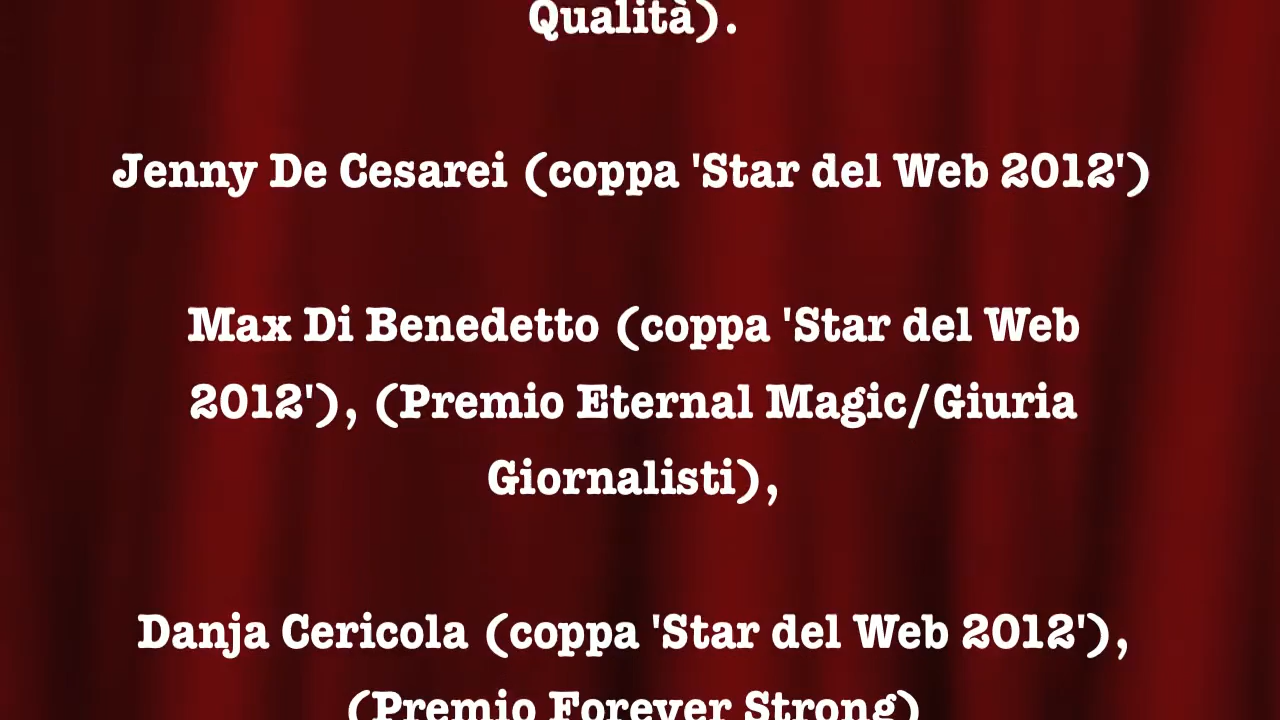 Qualità).
Jenny De Cesarei (coppa 'Star del Web 2012')
Max Di Benedetto (coppa 'Star del Web
2012'), (Premio Eternal Magic/Giuria
Giornalisti),
Danja Cericola (coppa 'Star del Web 2012'),
(Premio Forever Strong)